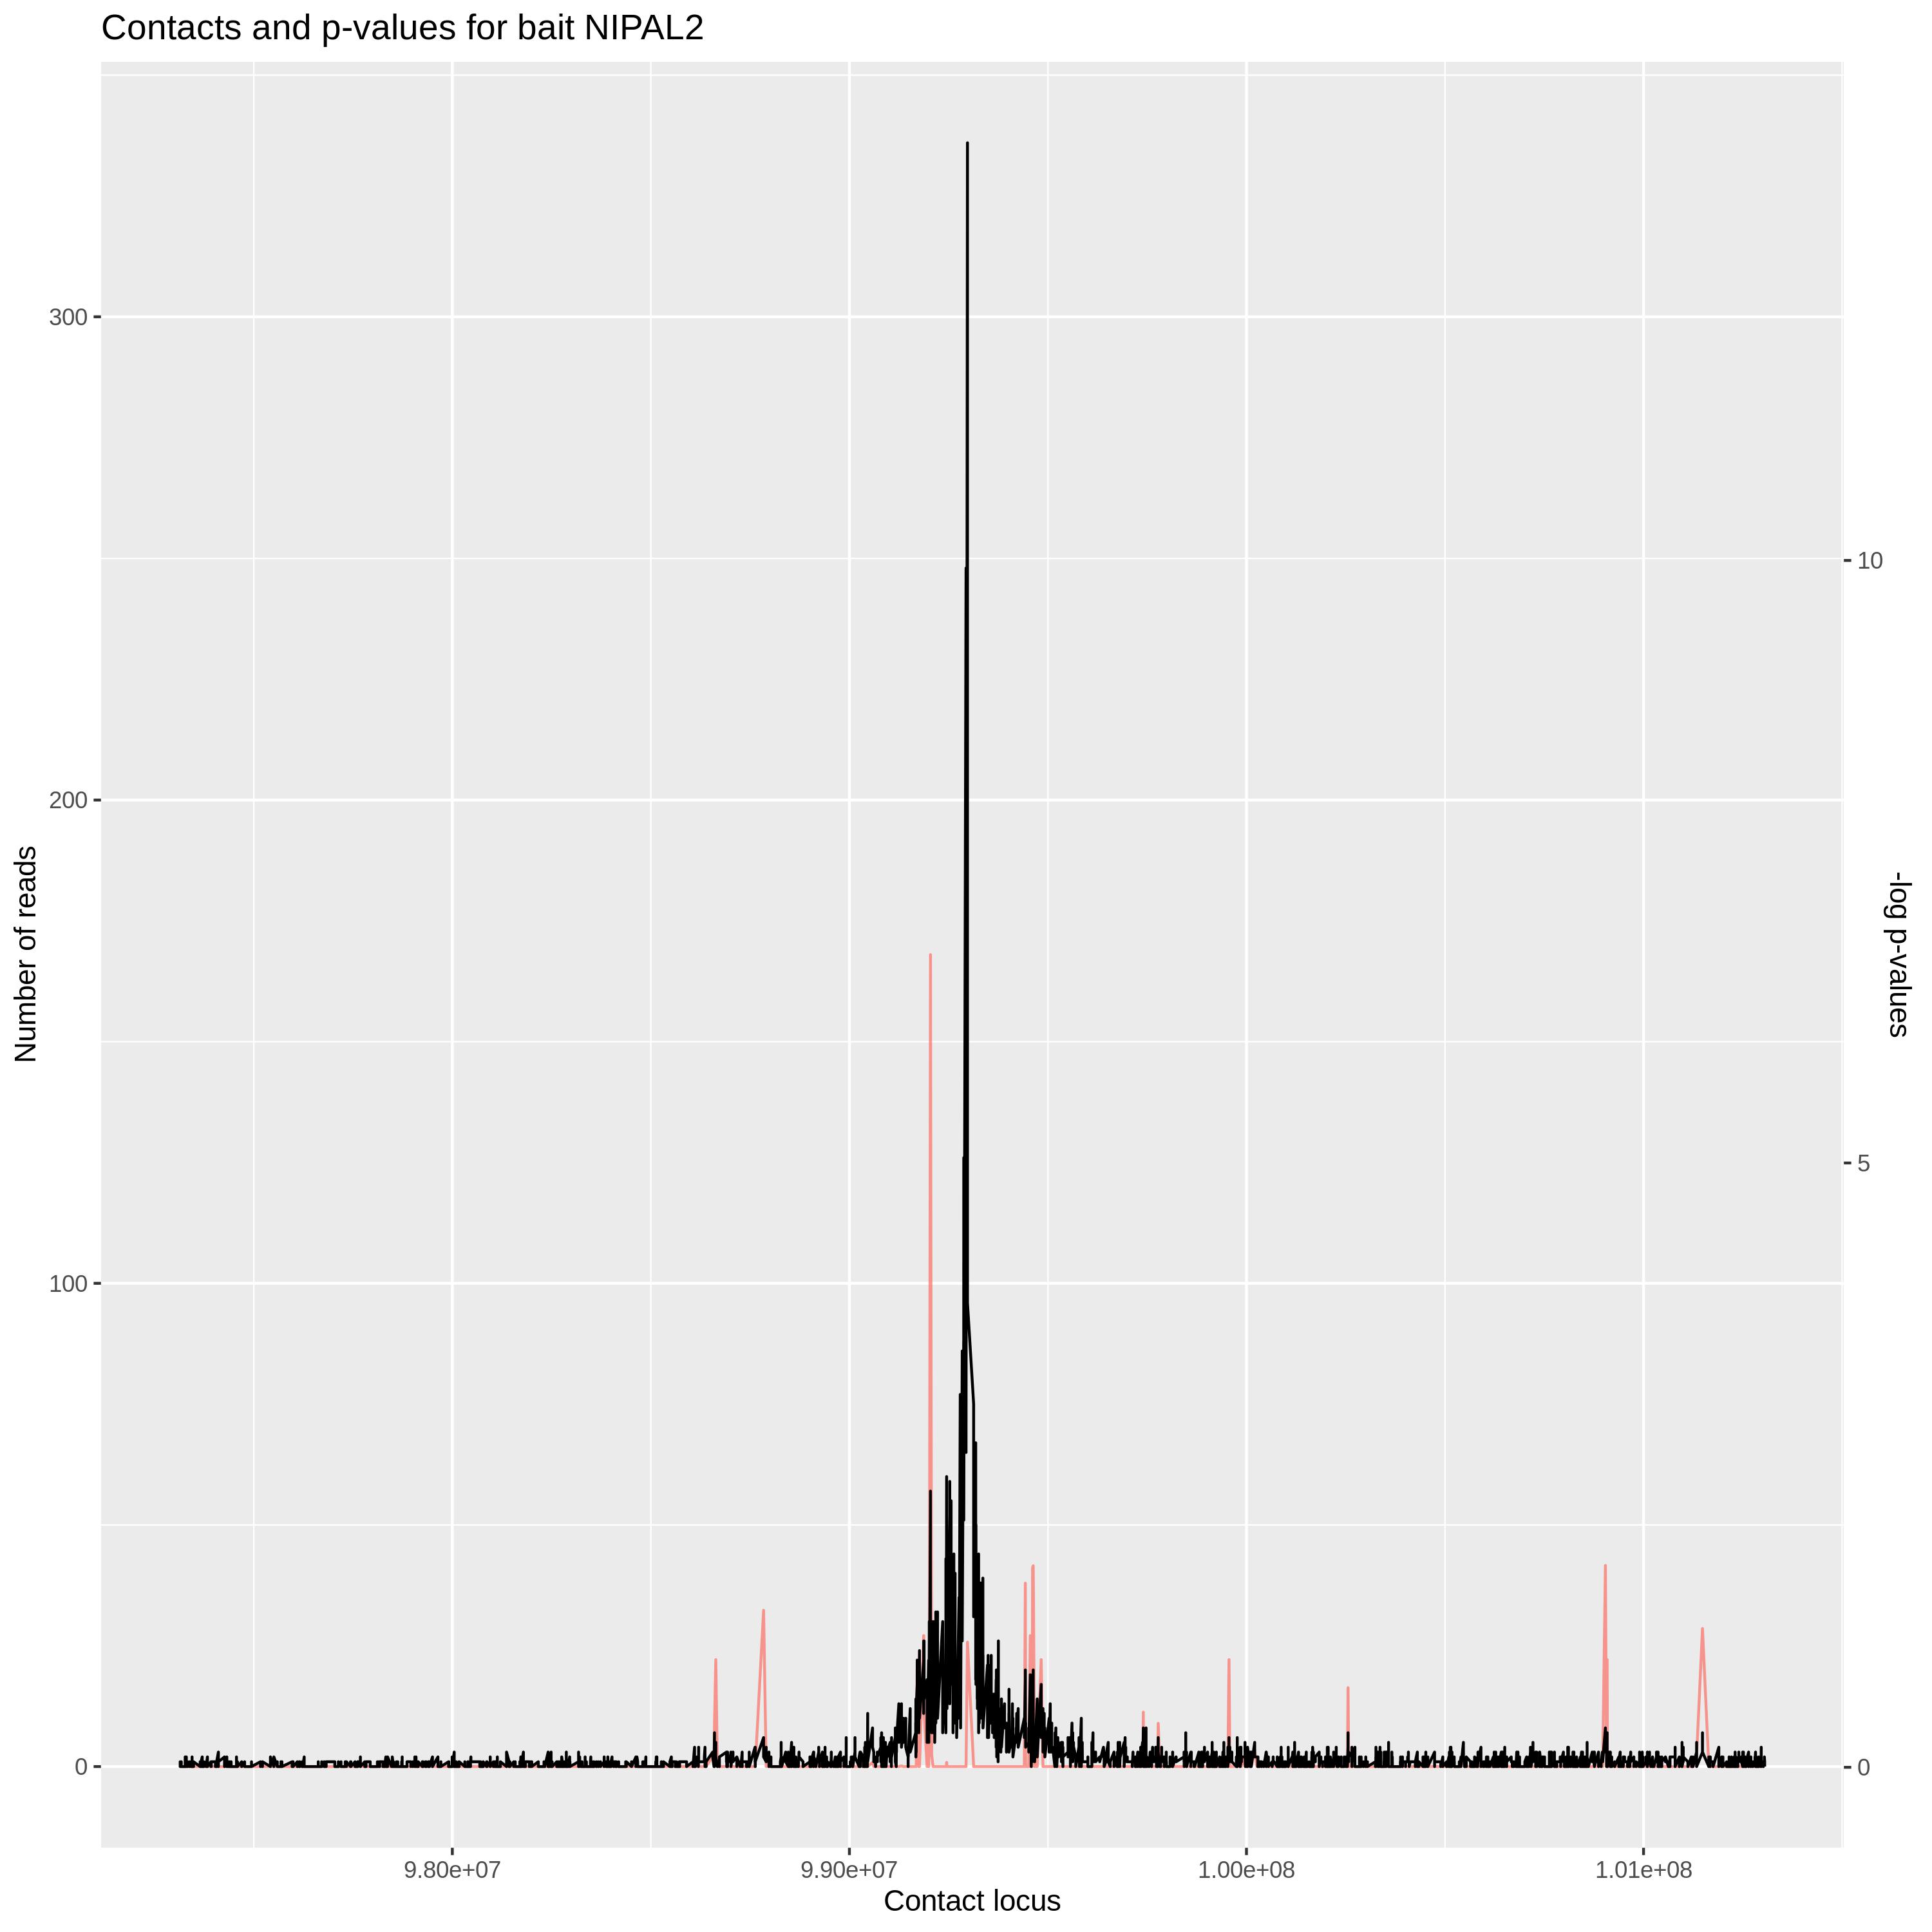 Contacts and p-values for bait NIPAL2
300
200
100
0
Number of reads
10
5
0
-log p-values
9.80e+07
9.90e+07
1.00e+08
1.01e+08
Contact locus